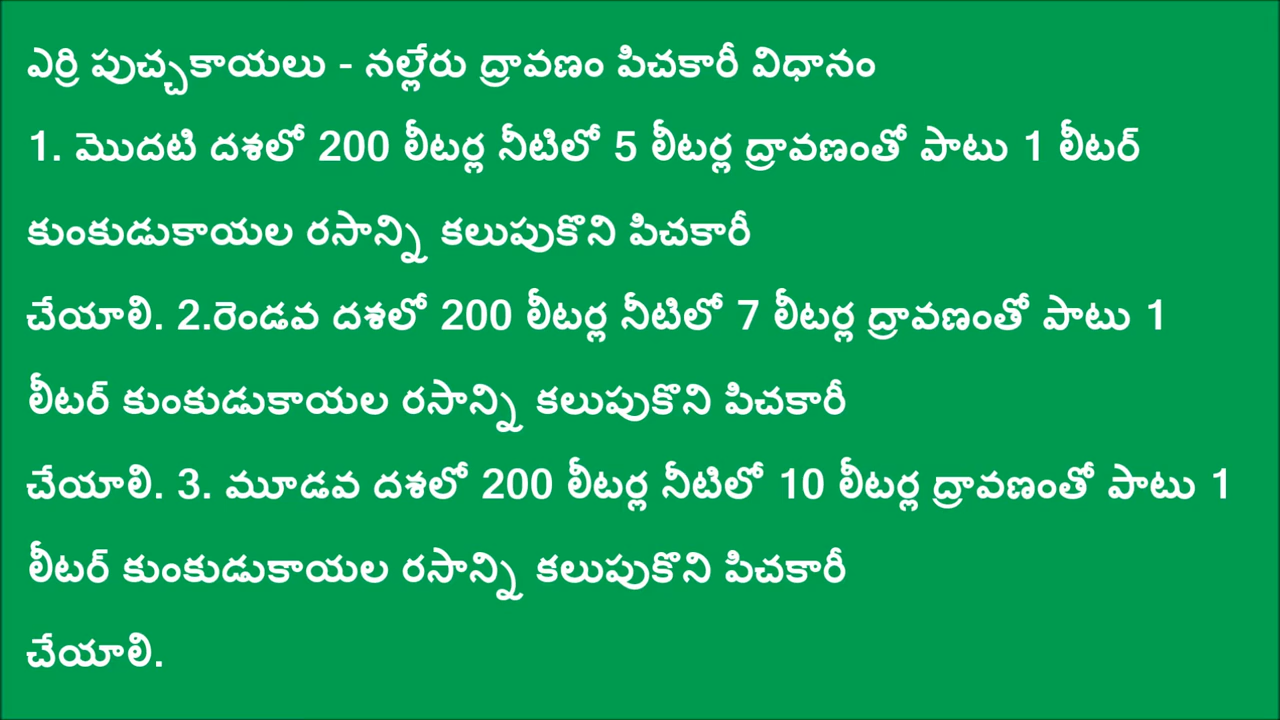 ఎర్రి పుచ్చకాయలు - నల్లేరు ద్రావణం పిచకారీ విధానం
1. మొదటి దశలో 200 లీటర్ల నీటిలో 5 లీటర్ల ద్రావణంతో పాటు 1 లీటర్
కుంకుడుకాయల రసాన్ని కలుపుకొని పిచకారీ
చేయాలి. 2.రెండవ దశలో 200 లీటర్ల నీటిలో 7 లీటర్ల ద్రావణంతో పాటు 1
లీటర్ కుంకుడుకాయల రసాన్ని కలుపుకొని పిచకారీ
చేయాలి. 3. మూడవ దశలో 200 లీటర్ల నీటిలో 10 లీటర్ల ద్రావణంతో పాటు 1
లీటర్ కుంకుడుకాయల రసాన్ని కలుపుకొని పిచకారీ
చేయాలి.